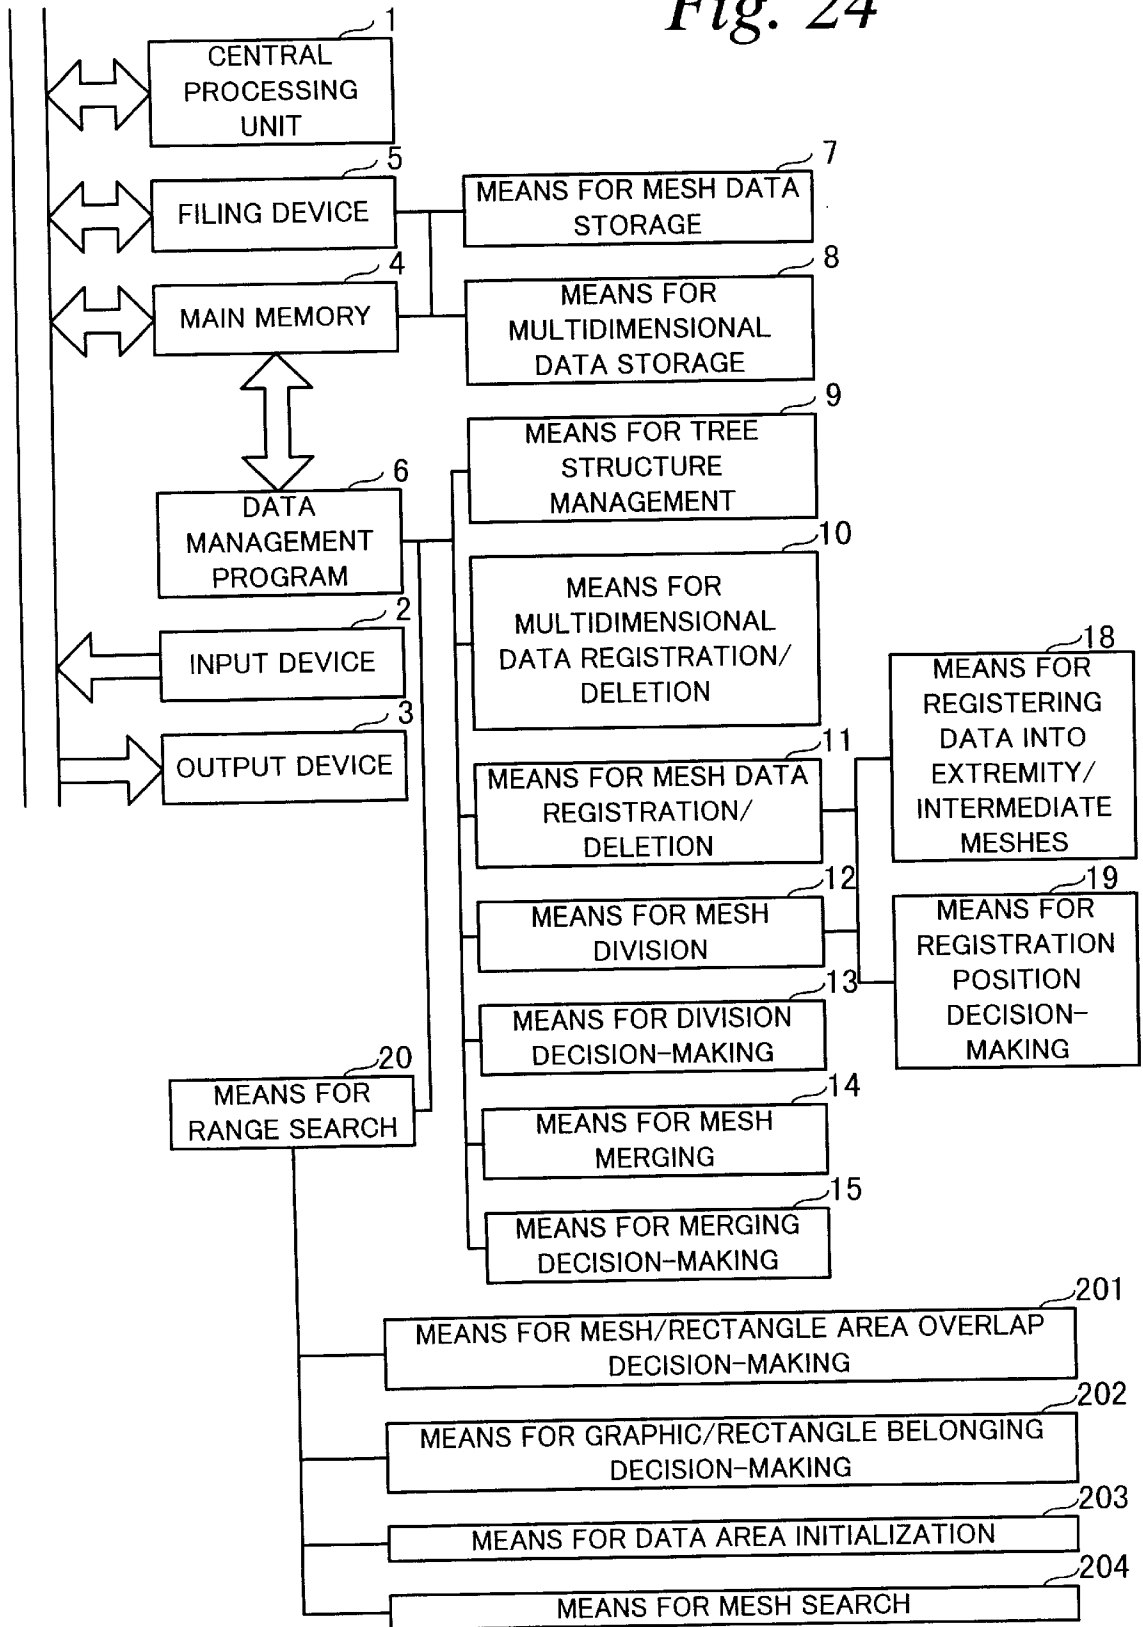 Fig. 24
1
CENTRAL
PROCESSING
UNIT
5
FILING DEVICE
7
MEANS FOR MESH DATA
STORAGE
4
MAIN MEMORY
8
MEANS FOR
MULTIDIMENSIONAL
DATA STORAGE
9
MEANS FOR TREE
STRUCTURE
MANAGEMENT
6
DATA
MANAGEMENT
PROGRAM
10
MEANS FOR
MULTIDIMENSIONAL
DATA REGISTRATION/
DELETION
2
INPUT DEVICE
3
OUTPUT DEVICE
11
MEANS FOR MESH DATA
REGISTRATION/
DELETION
18
MEANS FOR
REGISTERING
DATA INTO
EXTREMITY/
INTERMEDIATE
MESHES
12
MEANS FOR MESH
DIVISION
19
MEANS FOR
REGISTRATION
POSITION
DECISION-
MAKING
13
MEANS FOR DIVISION
DECISION-MAKING
20
MEANS FOR
RANGE SEARCH
14
MEANS FOR MESH
MERGING
15
MEANS FOR MERGING
DECISION-MAKING
201
MEANS FOR MESH/RECTANGLE AREA OVERLAP
DECISION-MAKING
202
MEANS FOR GRAPHIC/RECTANGLE BELONGING
DECISION-MAKING
203
MEANS FOR DATA AREA INITIALIZATION
204
MEANS FOR MESH SEARCH